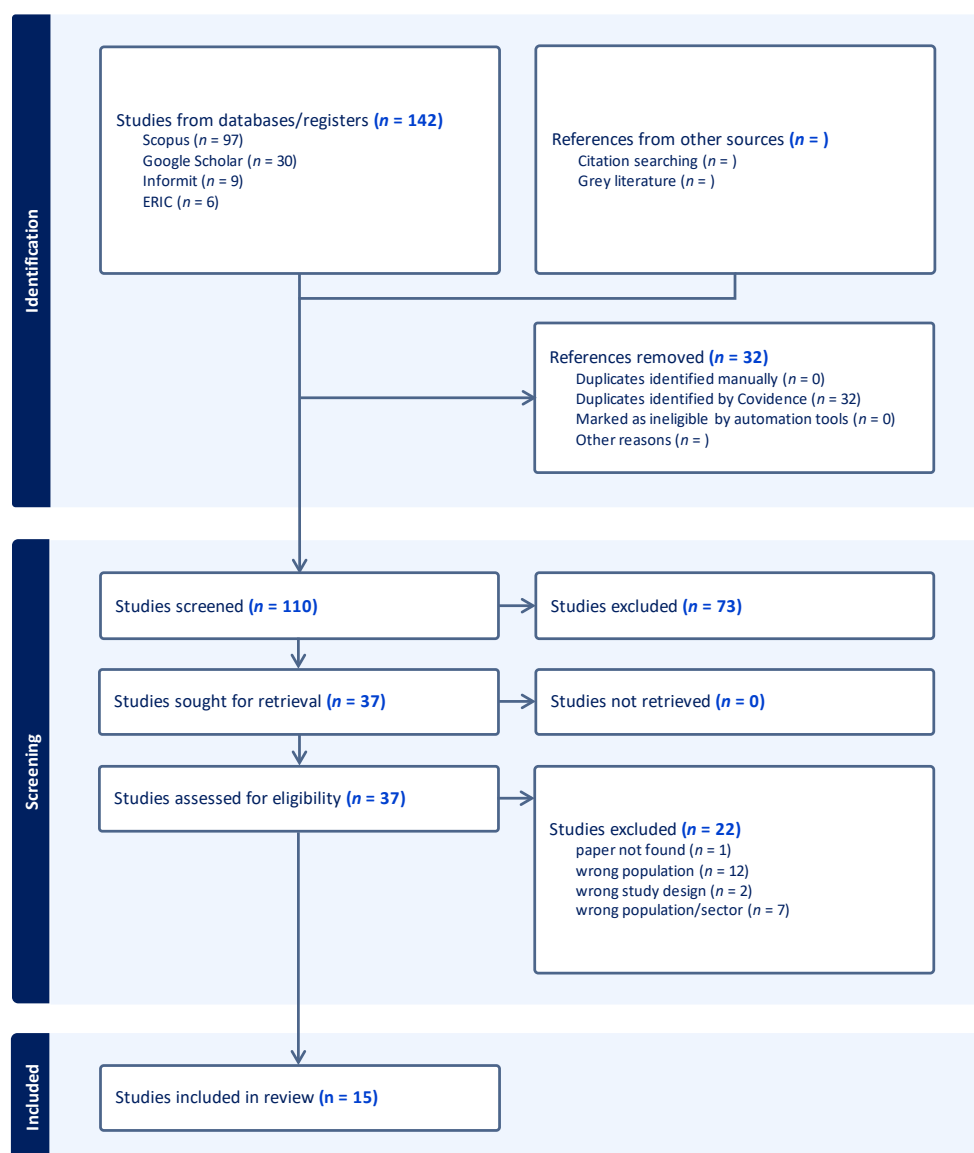 Identification
Studies from databases/registers (n = 142)
Scopus (n = 97)
Google Scholar (n = 30)
Informit (n = 9)
ERIC (n = 6)
References from other sources (n = )
Citation searching (n = )
Grey literature (n = )
References removed (n = 32)
Duplicates identified manually (n = 0)
Duplicates identified by Covidence (n = 32)
Marked as ineligible by automation tools (n = 0)
Other reasons (n = )
Screening
Studies screened (n = 110)
Studies excluded (n = 73)
Studies sought for retrieval (n = 37)
Studies not retrieved (n = 0)
Studies assessed for eligibility (n = 37)
Studies excluded (n = 22)
paper not found (n = 1)
wrong population (n = 12)
wrong study design (n = 2)
wrong population/sector (n = 7)
Included
Studies included in review (n = 15)